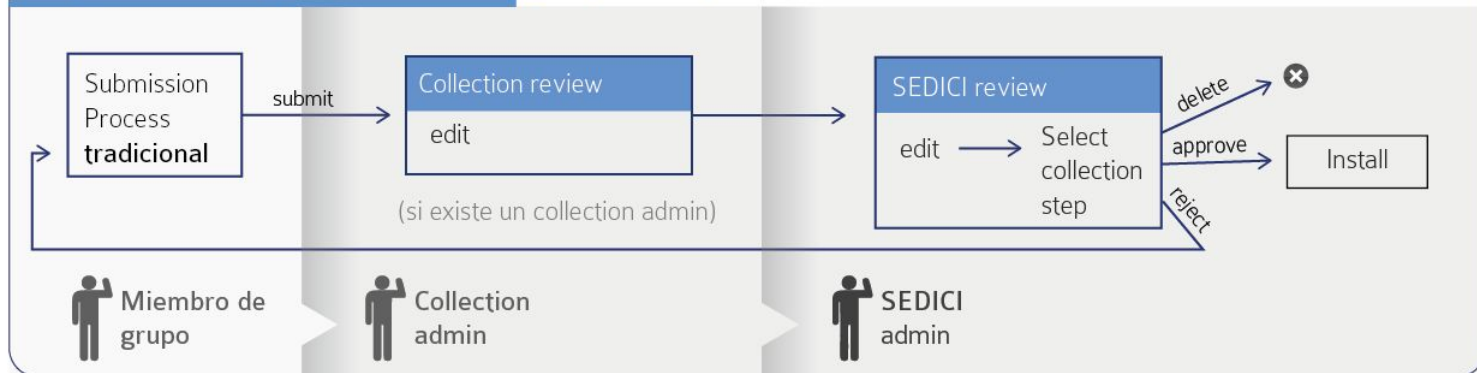 Submission
Process
tradicional
submit
Collection review
edit
(si existe un collection admin)
SEDICI review
edit
Select
collection
step
delete
approve
reject
Install
Miembro de
grupo
Collection
admin
SEDICI
admin